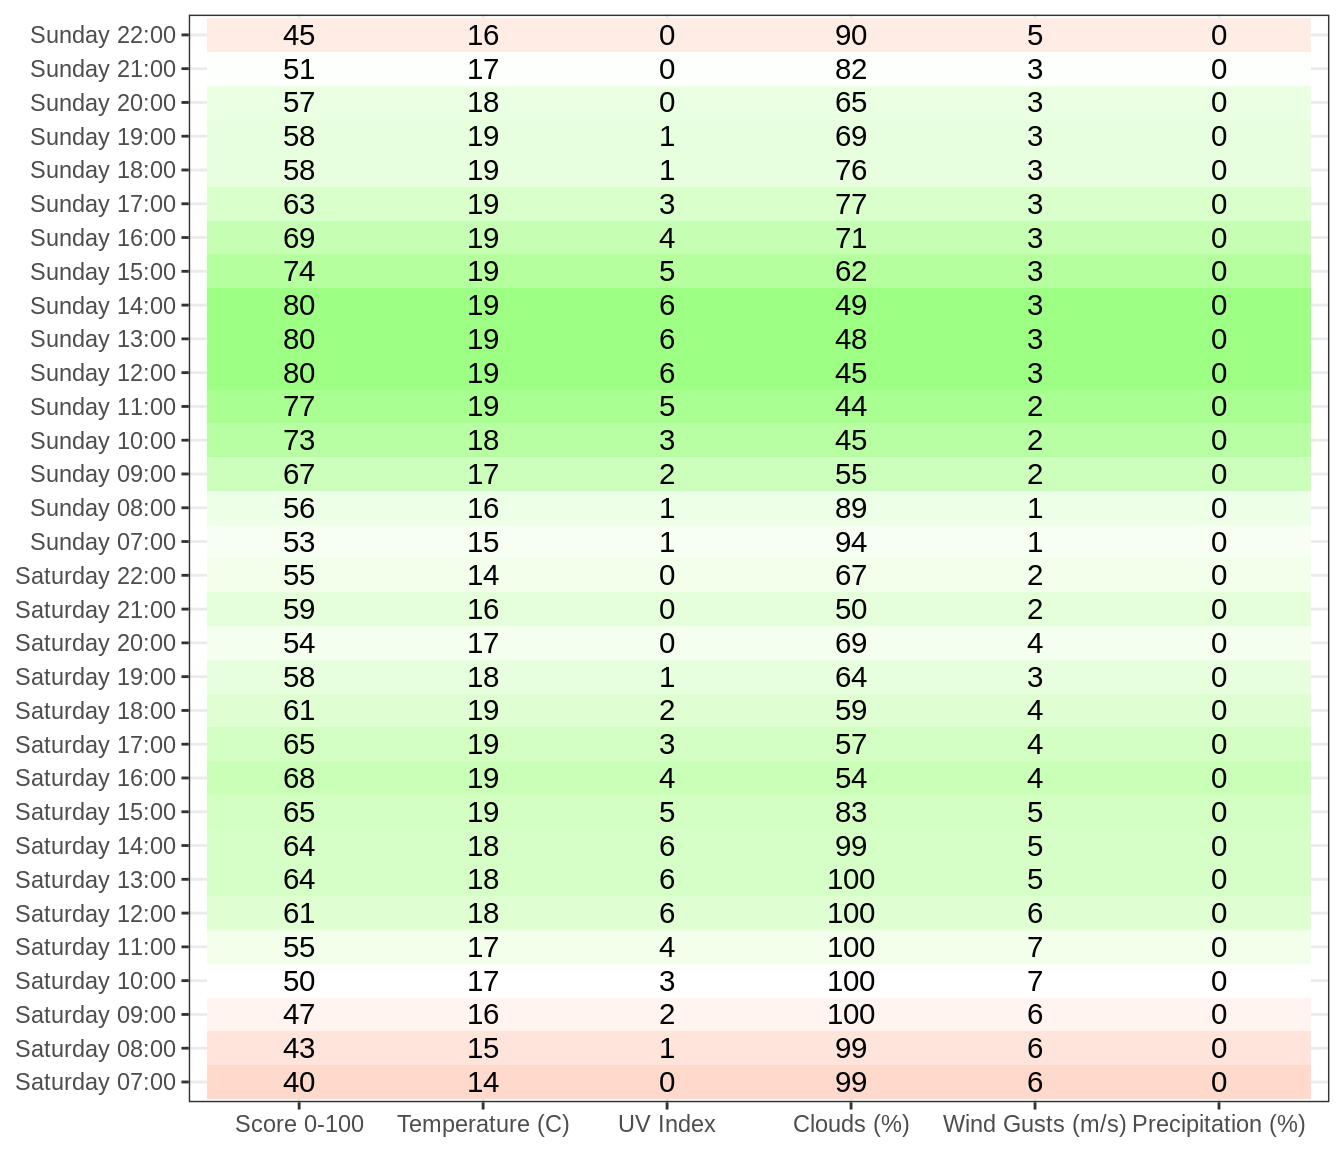 Sunday 22:00 45 16 0 90 5 0
Sunday 21:00 51 17 0 82 3 0
Sunday 20:00 57 18 0 65 3 0
Sunday 19:00 58 19 1 69 3 0
Sunday 18:00 58 19 1 76 3 0
Sunday 17:00 63 19 3 77 3 0
Sunday 16:00 69 19 4 71 3 0
Sunday 15:00 74 19 5 62 3 0
Sunday 14:00 80 19 6 49 3 0
Sunday 13:00 80 19 6 48 3 0
Sunday 12:00 80 19 6 45 3 0
Sunday 11:00 77 19 5 44 2 0
Sunday 10:00 73 18 3 45 2 0
Sunday 09:00 67 17 2 55 2 0
Sunday 08:00 56 16 1 89 1 0
Sunday 07:00 53 15 1 94 1 0
Saturday 22:00 55 14 0 67 2 0
Saturday 21:00 59 16 0 50 2 0
Saturday 20:00 54 17 0 69 4 0
Saturday 19:00 58 18 1 64 3 0
Saturday 18:00 61 19 2 59 4 0
Saturday 17:00 65 19 3 57 4 0
Saturday 16:00 68 19 4 54 4 0
Saturday 15:00 65 19 5 83 5 0
Saturday 14:00 64 18 6 99 5 0
Saturday 13:00 64 18 6 100 5 0
Saturday 12:00 61 18 6 100 6 0
Saturday 11:00 55 17 4 100 7 0
Saturday 10:00 50 17 3 100 7 0
Saturday 09:00 47 16 2 100 6 0
Saturday 08:00 43 15 1 99 6 0
Saturday 07:00 40 14 0 99 6 0
Score 0-100 Temperature (C) UV Index Clouds (%) Wind Gusts (m/s) Precipitation (%)